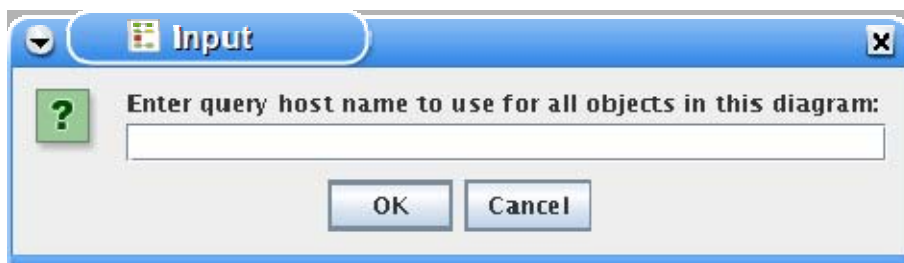 Input
Enter query host name to use for all objects in this diagram:
OK Cancel